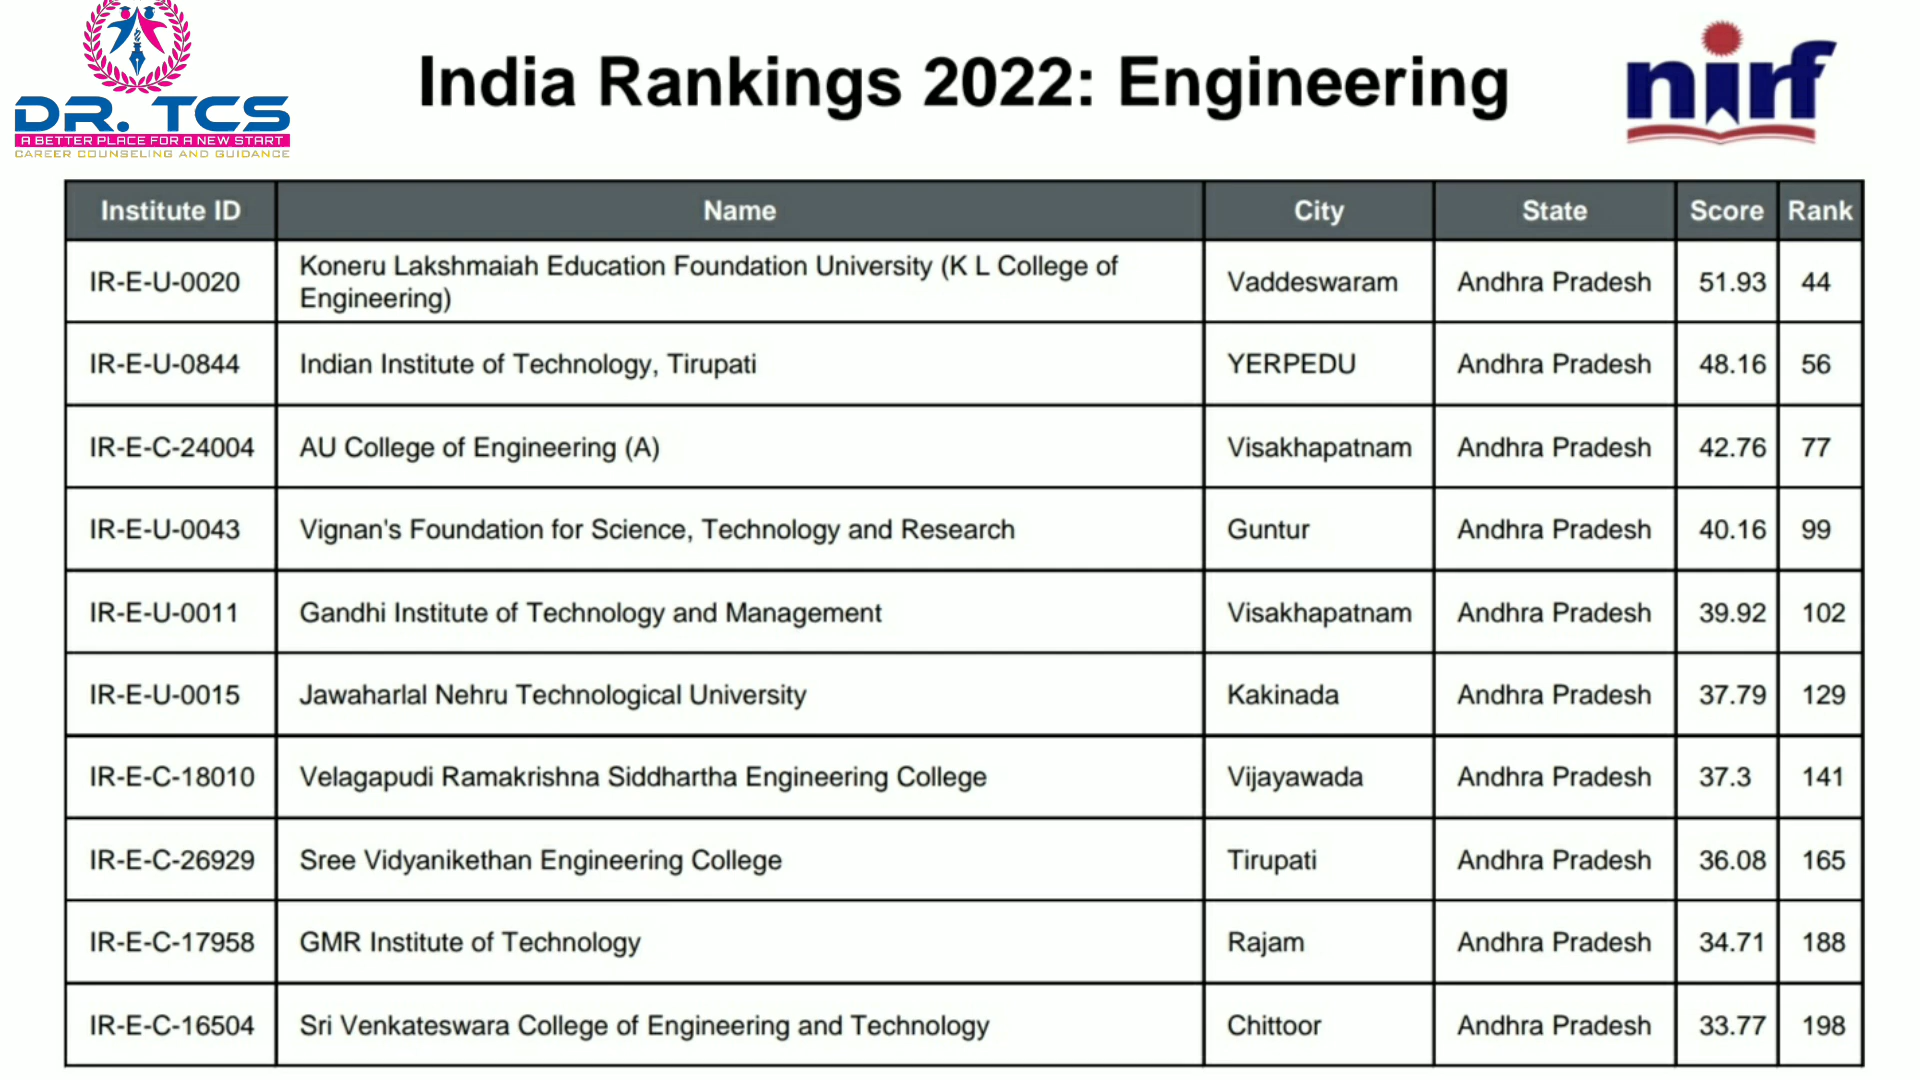 DR. TCS
A BETTER PLACE FOR A NEW START
CAREER COUNSELING AND GUIDANCE
India Rankings 2022: Engineering
nirf
Institute ID Name City State Score Rank
IR-E-U-0020 Koneru Lakshmaiah Education Foundation University (K L College of
Engineering) Vaddeswaram Andhra Pradesh 51.93 44
IR-E-U-0844 Indian Institute of Technology, Tirupati YERPEDU Andhra Pradesh 48.16 56
IR-E-C-24004 AU College of Engineering (A) Visakhapatnam Andhra Pradesh 42.76 77
IR-E-U-0043 Vignan's Foundation for Science, Technology and Research Guntur Andhra Pradesh 40.16 99
IR-E-U-0011 Gandhi Institute of Technology and Management Visakhapatnam Andhra Pradesh 39.92 102
IR-E-U-0015 Jawaharlal Nehru Technological University Kakinada Andhra Pradesh 37.79 129
IR-E-C-18010 Velagapudi Ramakrishna Siddhartha Engineering College Vijayawada Andhra Pradesh 37.3 141
IR-E-C-26929 Sree Vidyanikethan Engineering College Tirupati Andhra Pradesh 36.08 165
IR-E-C-17958 GMR Institute of Technology Rajam Andhra Pradesh 34.71 188
IR-E-C-16504 Sri Venkateswara College of Engineering and Technology Chittoor Andhra Pradesh 33.77 198